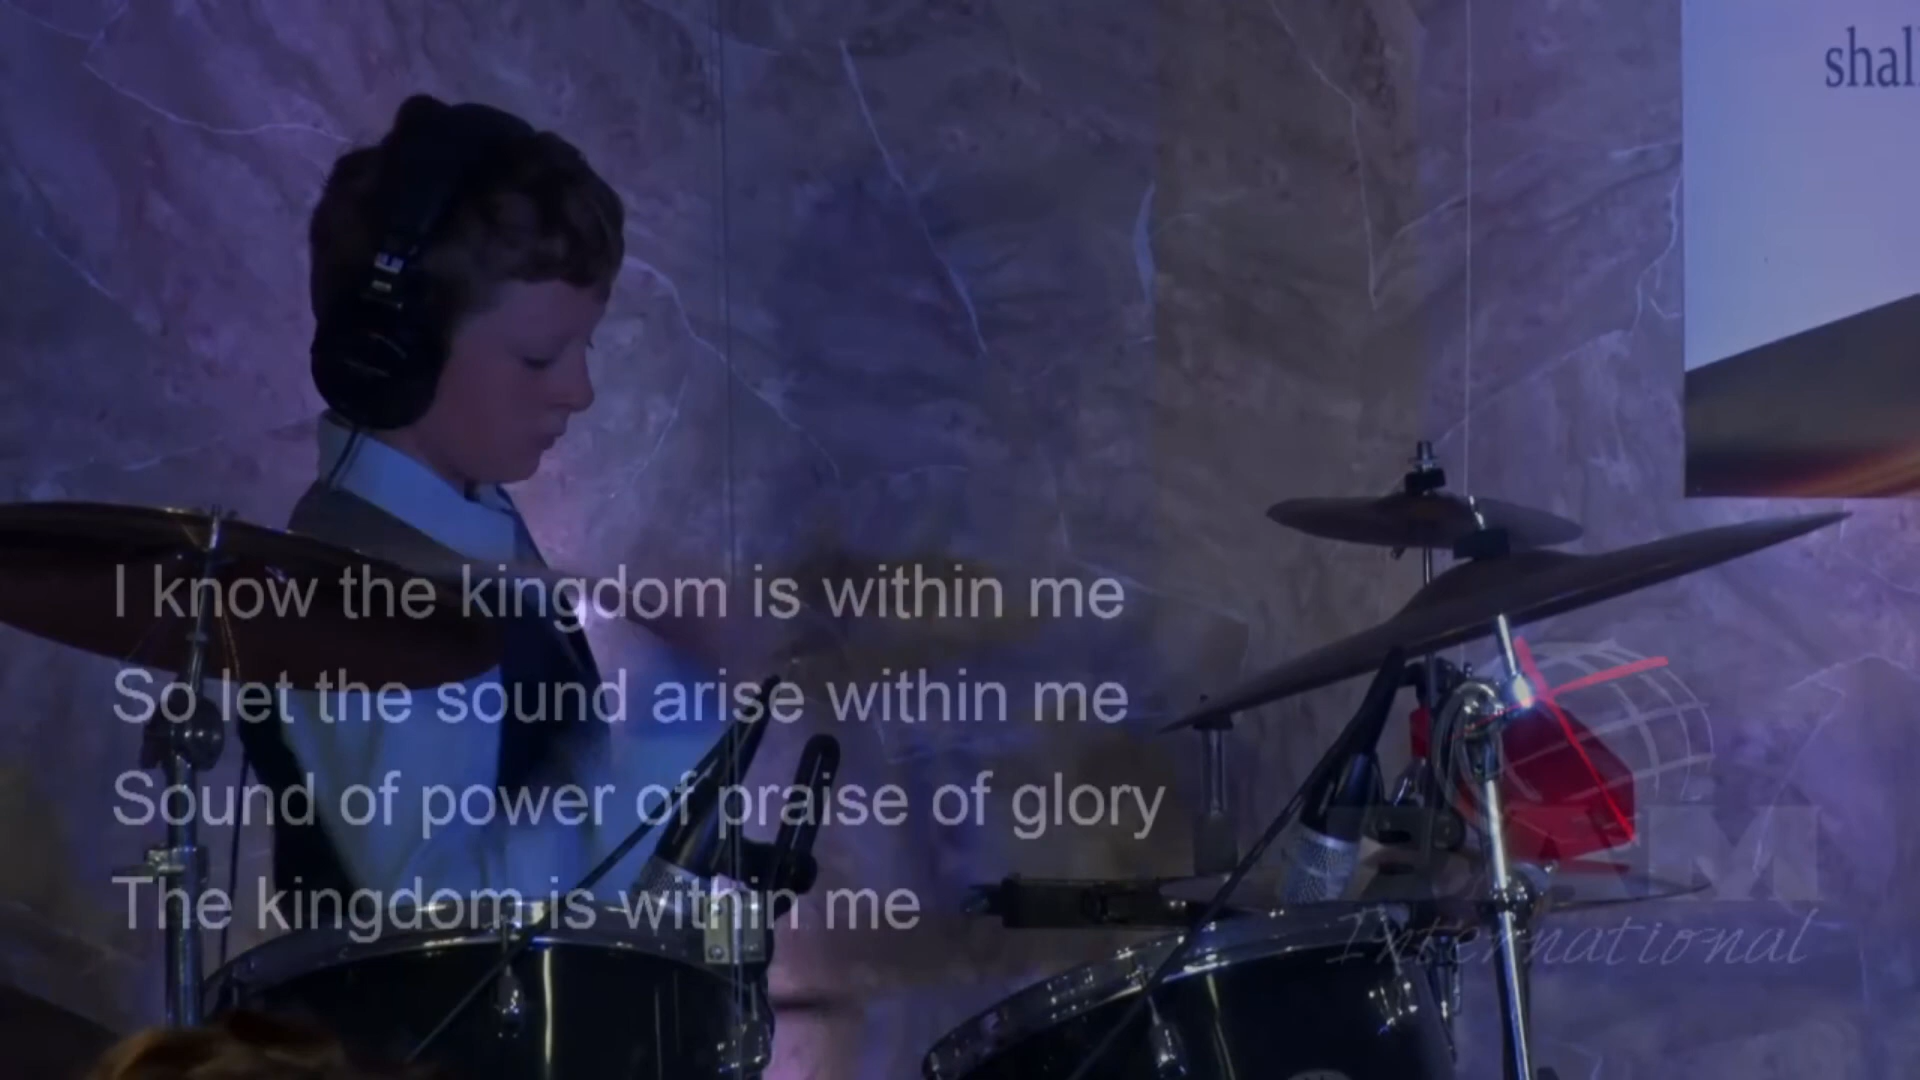 shall
I know the kingdom is within me
So let the sound arise within me
Sound of power of praise of glory
The kingdom is within me
International